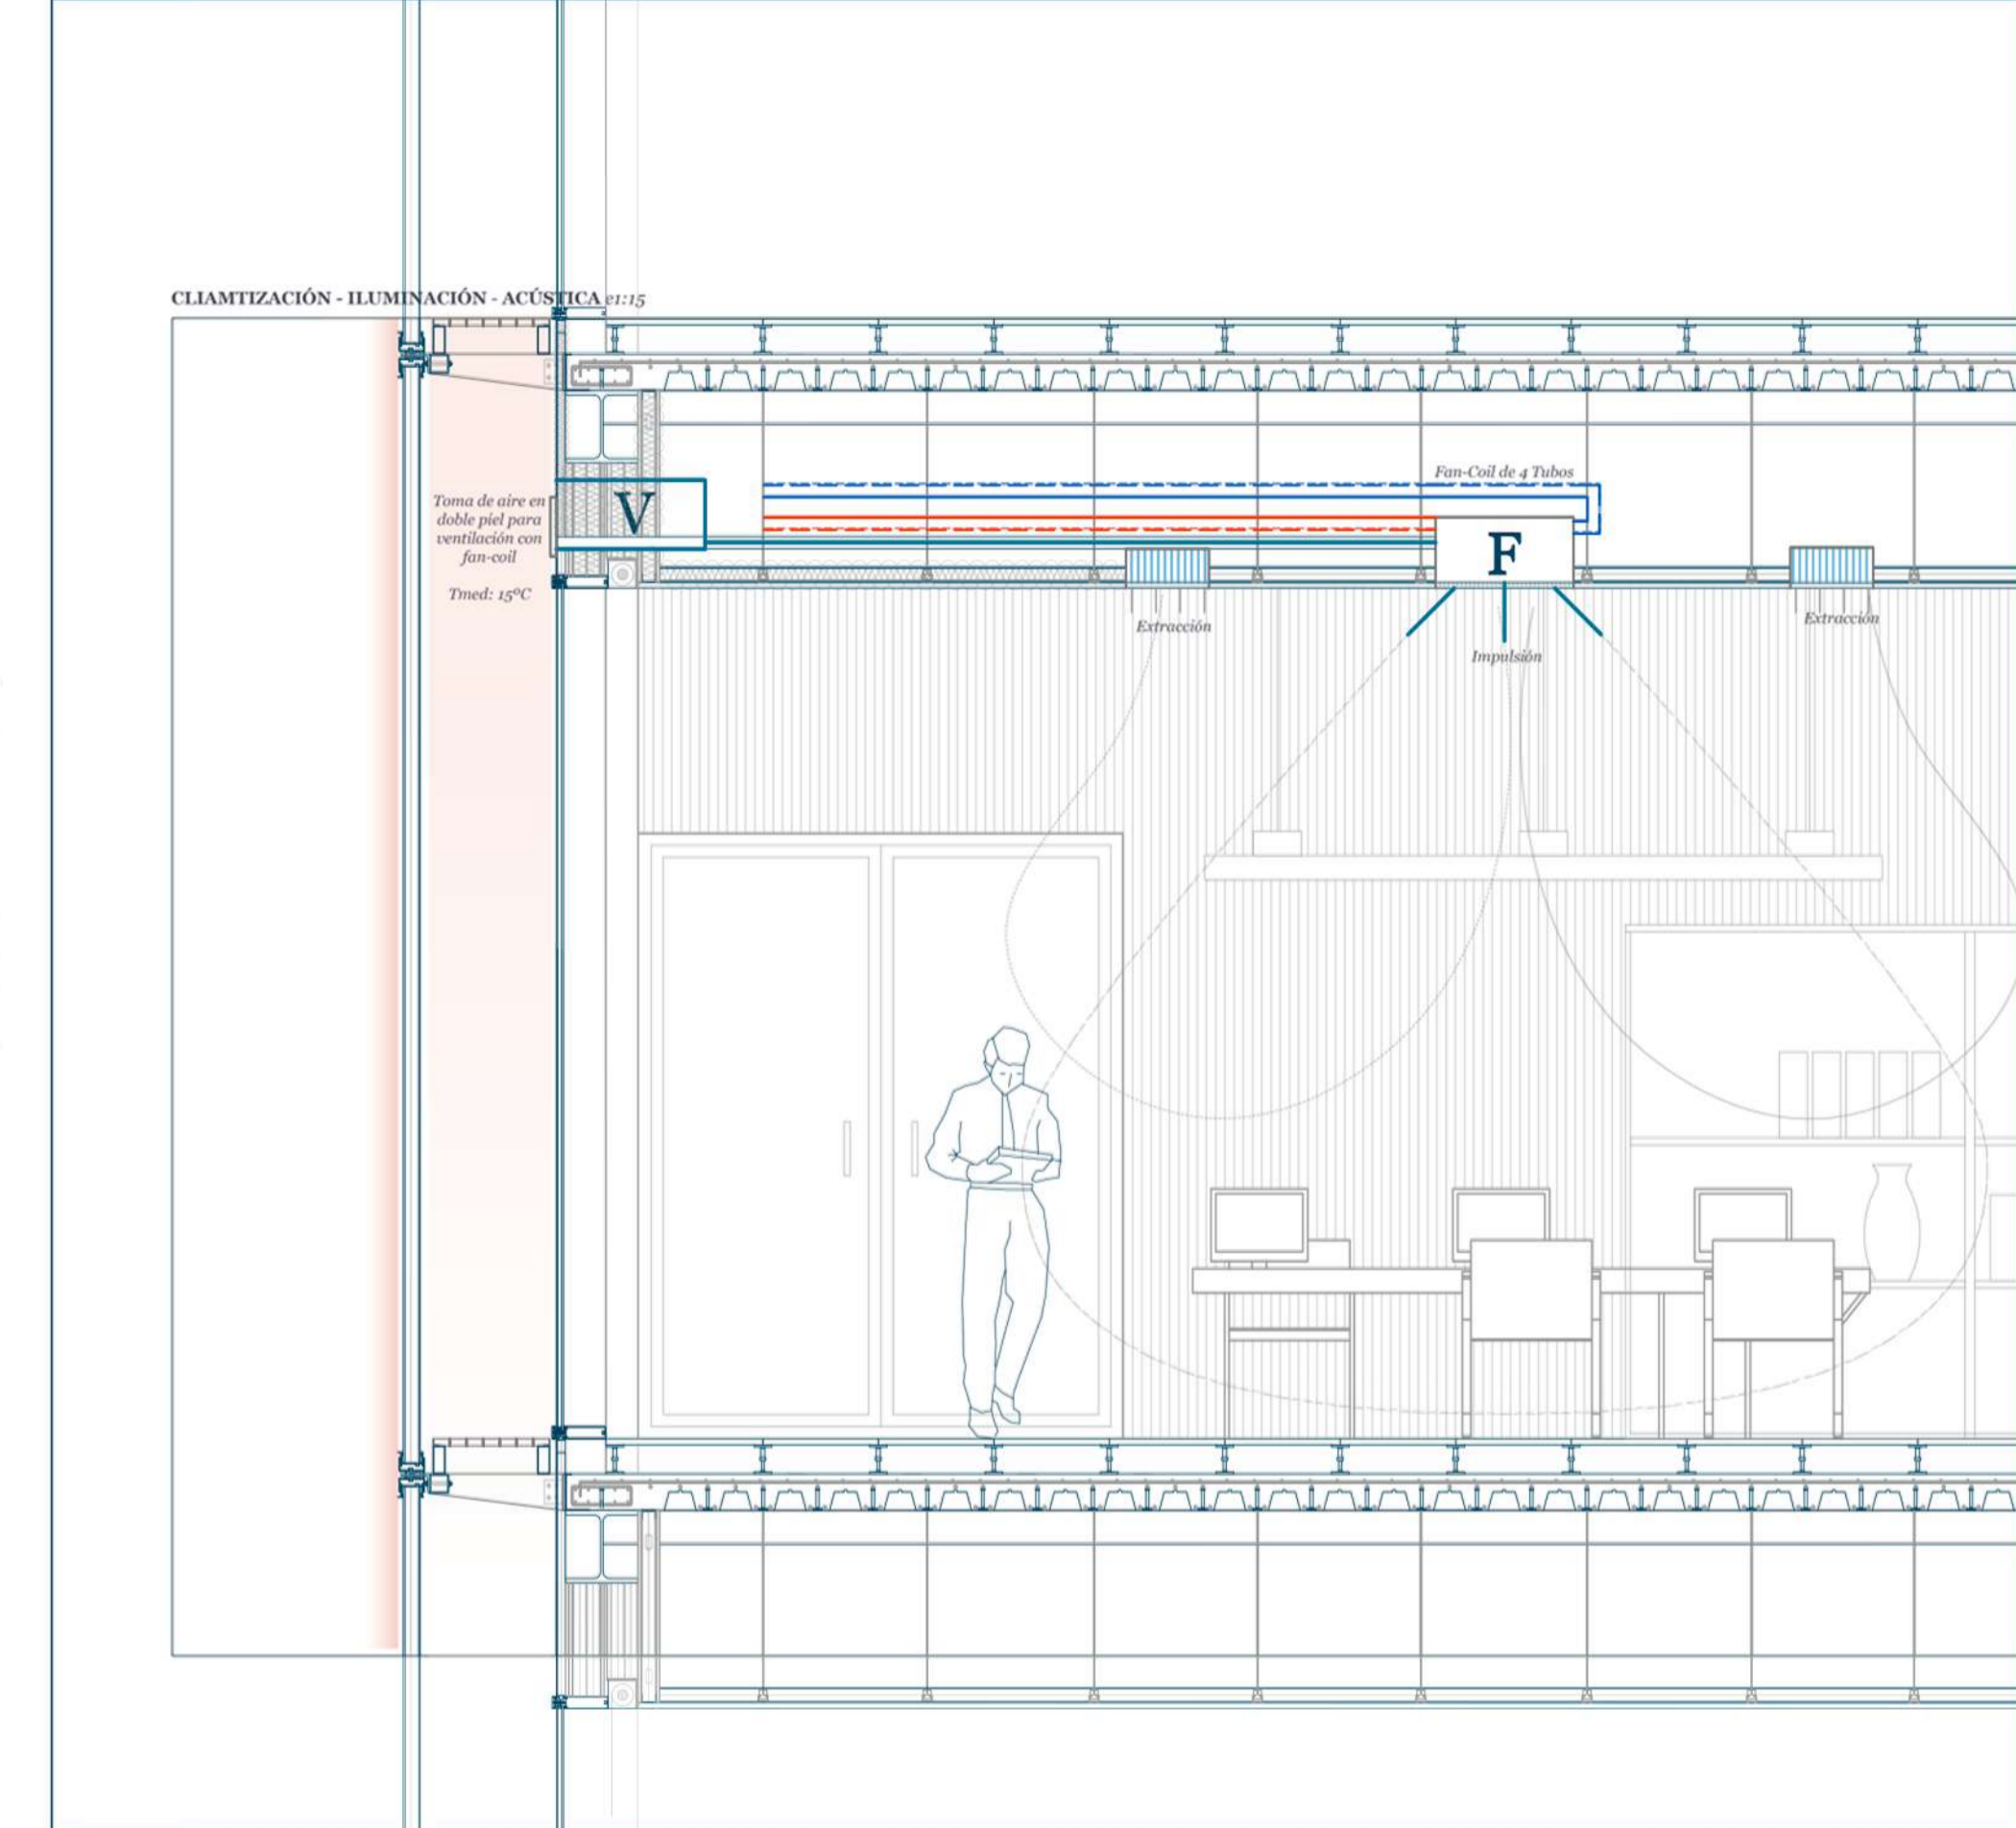 CLIAMTIZACIÓN - ILUMINACIÓN - ACÚSTICA e1:15
Fan-Coil de 4 Tubos
Toma de aire en
doble piel para
ventilación con
fan-coil
Tmed: 15ºC
V
F
Extracción
Impulsión
Extracción